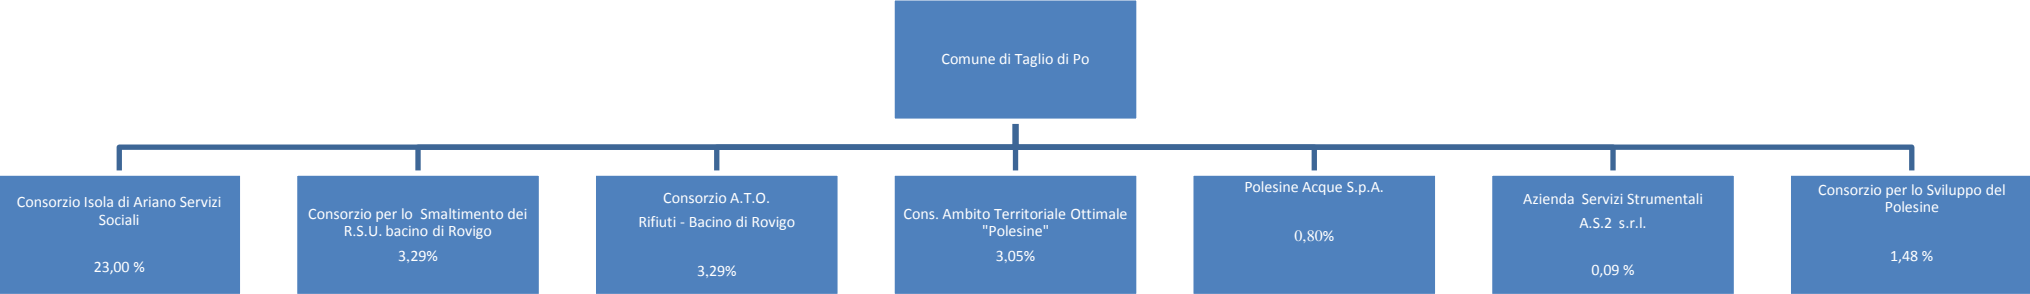 Comune di Taglio di Po
Consorzio Isola di Ariano Servizi
Sociali
23,00 %
Consorzio per lo  Smaltimento dei
R.S.U. bacino di Rovigo
3,29%
Consorzio A.T.O.
Rifiuti - Bacino di Rovigo
3,29%
Cons. Ambito Territoriale Ottimale
"Polesine"
3,05%
Polesine Acque S.p.A.
0,80%
Azienda  Servizi Strumentali
A.S.2  s.r.l.
0,09 %
Consorzio per lo Sviluppo del
Polesine
1,48 %